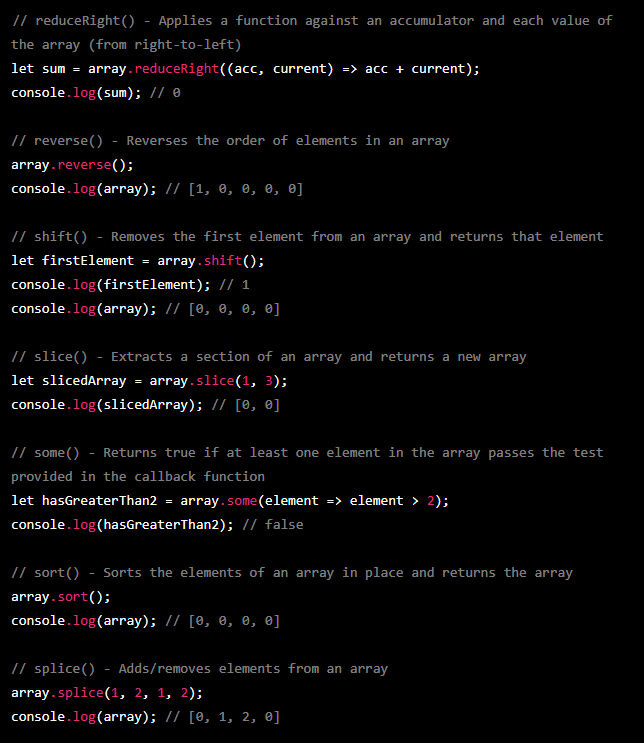 // reduceRight() - Applies a function against an accumulator and each value of
the array (from right-to-left)
let sum = array.reduceRight((acc, current) => acc + current);
console.log(sum); // 0
// reverse() - Reverses the order of elements in an array
array.reverse();
console.log(array); // [1, 0, 0, 0, 0]
// shift() - Removes the first element from an array and returns that element
let firstElement = array.shift();
console.log(firstElement); // 1
console.log(array); // [0, 0, 0, 0]
// slice() - Extracts a section of an array and returns a new array
let slicedArray = array.slice(1, 3);
console.log(slicedArray); // [0, 0]
// some() - Returns true if at least one element in the array passes the test
provided in the callback function
let hasGreaterThan2 = array.some(element => element > 2);
console.log(hasGreaterThan2); // false
// sort() - Sorts the elements of an array in place and returns the array
array.sort();
console.log(array); // [0, 0, 0, 0]
// splice() - Adds/removes elements from an array
array.splice(1, 2, 1, 2);
console.log(array); // [0, 1, 2, 0]